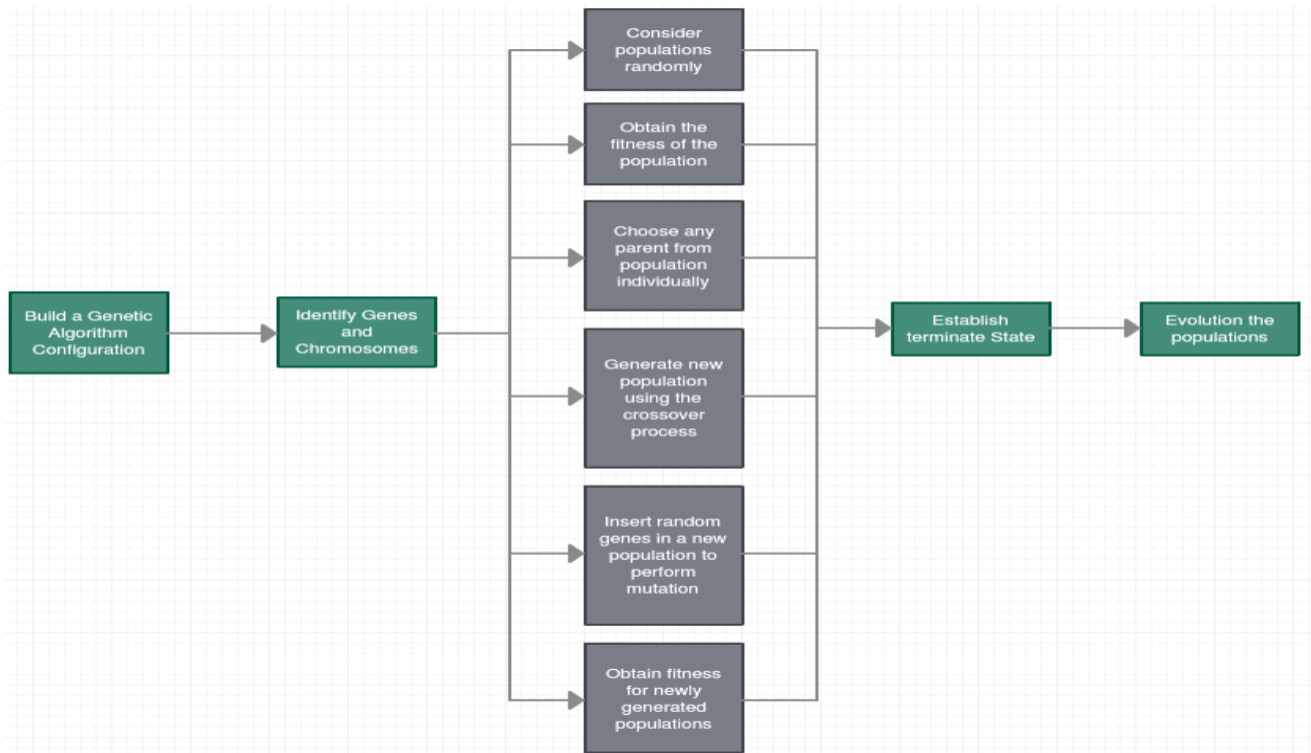 Build a Genetic
Algorithm
Configuration
Identify Genes
and
Chromosomes
Consider
populations
randomly
Obtain the
fitness of the
population
Choose any
parent from
population
individually
Generate new
population
using the
crossover
process
Insert random
genes in a new
population to
perform
mutation
Obtain fitness
for newly
generated
populations
Establish
terminate State
Evolution the
populations